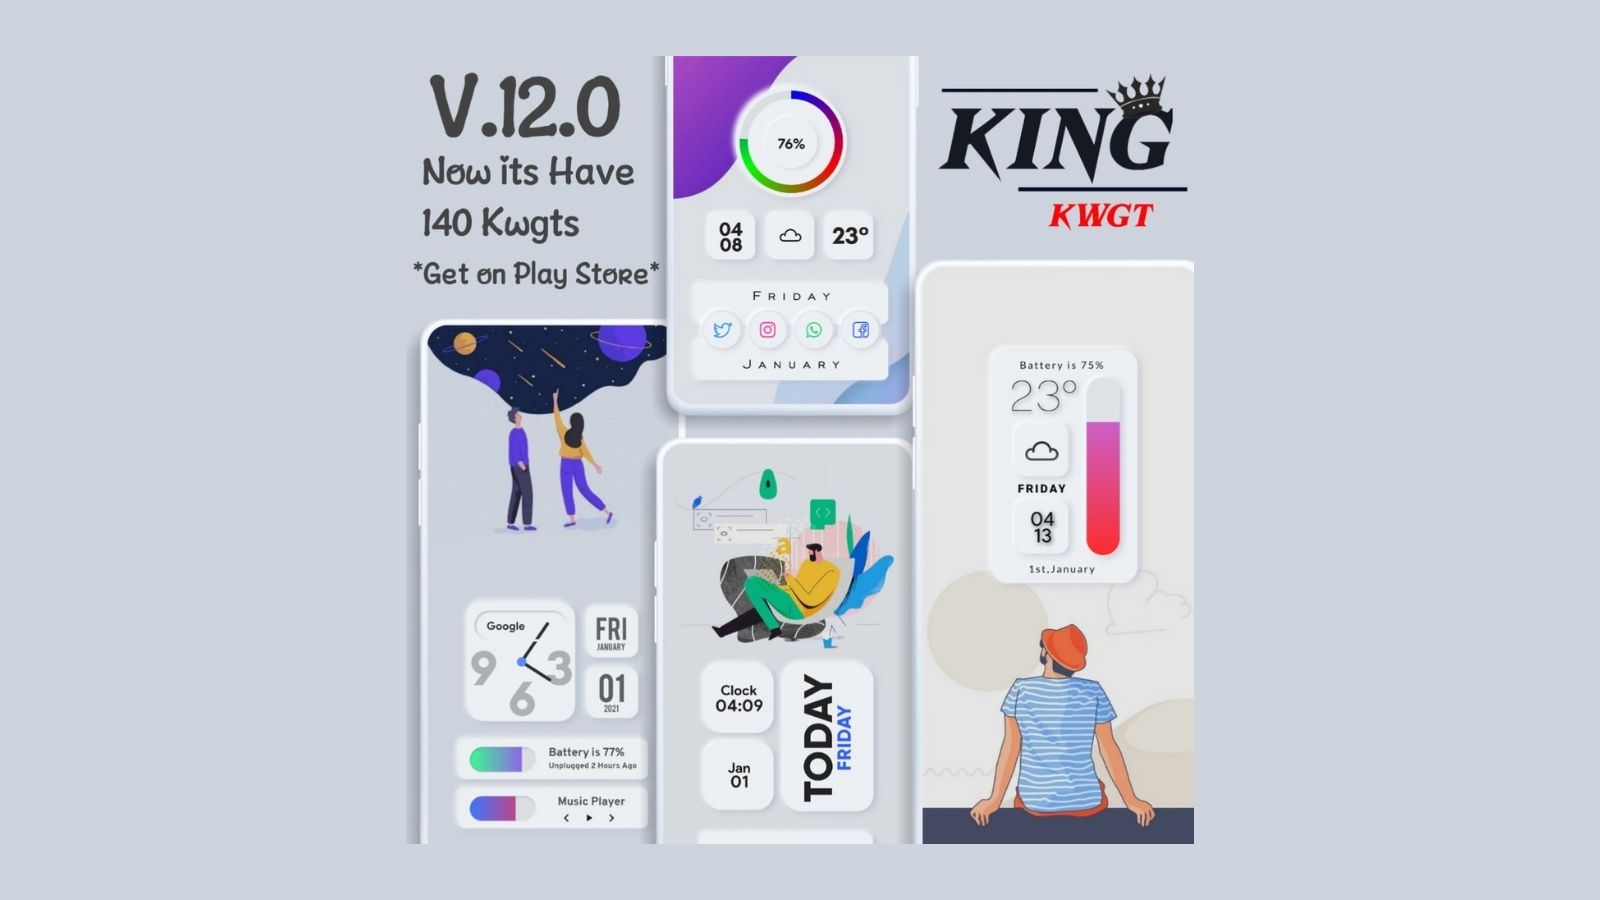 V.12.0
Now its Have
140 Kwgts
*Get on Play Store*
KING
KWGT
76%
04
08
23°
FRIDAY
JANUARY
Google
9
3
6
FRI
JANUARY
01
2021
Battery is 77%
Unplugged 2 Hours Ago
Music Player
a
Clock
04:09
Jan
01
TODAY
FRIDAY
Battery is 75%
23°
FRIDAY
04
13
1st,January